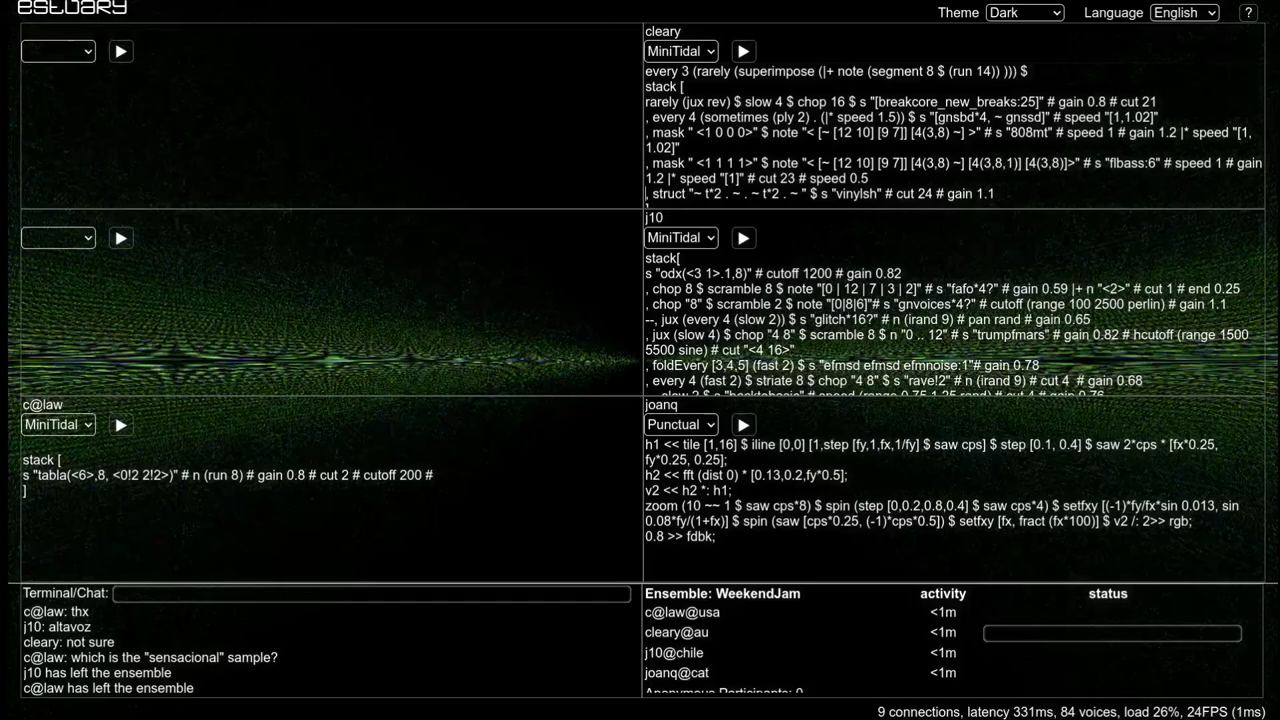 estuary
Theme Dark Language English ?
cleary
MiniTidal
every 3 (rarely (superimpose (|+ note (segment 8 $ (run 14)) ))) $
stack [
rarely (jux rev) $ slow 4 $ chop 16 $ s "[breakcore_new_breaks:25]" # gain 0.8 # cut 21
, every 4 (sometimes (ply 2) . (|* speed 1.5)) $ s "[gnsbd*4, ~ gnssd]" # speed "[1,1.02]"
, mask " <1 0 0 0>" $ note "< [~ [12 10] [9 7]] [4(3,8) ~] >" # s "808mt" # speed 1 # gain 1.2 |* speed "[1,
1.02]"
, mask " <1 1 1 1>" $ note "< [~ [12 10] [9 7]] [4(3,8) ~] [4(3,8,1)] [4(3,8)]>" # s "flbass:6" # speed 1 # gain
1.2 |* speed "[1]" # cut 23 # speed 0.5
, struct "~ t*2 . ~ . ~ t*2 . ~ " $ s "vinylsh" # cut 24 # gain 1.1
j10
MiniTidal
stack[
s "odx(<3 1>.1,8)" # cutoff 1200 # gain 0.82
, chop 8 $ scramble 8 $ note "[0 | 12 | 7 | 3 | 2]" # s "fafo*4?" # gain 0.59 |+ n "<2>" # cut 1 # end 0.25
, chop "8" $ scramble 2 $ note "[0|8|6]"# s "gnvoices*4?" # cutoff (range 100 2500 perlin) # gain 1.1
--, jux (every 4 (slow 2)) $ s "glitch*16?" # n (irand 9) # pan rand # gain 0.65
, jux (slow 4) $ chop "4 8" $ scramble 8 $ n "0 .. 12" # s "trumpfmars" # gain 0.82 # hcutoff (range 1500
5500 sine) # cut "<4 16>"
, foldEvery [3,4,5] (fast 2) $ s "efmsd efmsd efmnoise:1"# gain 0.78
, every 4 (fast 2) $ striate 8 $ chop "4 8" $ s "rave!2" # n (irand 9) # cut 4 # gain 0.68
c@law
MiniTidal
stack [
s "tabla(<6>,8, <0!2 2!2>)" # n (run 8) # gain 0.8 # cut 2 # cutoff 200 #
]
joanq
Punctual
h1 << tile [1,16] $ iline [0,0] [1,step [fy,1,fx,1/fy] $ saw cps] $ step [0.1, 0.4] $ saw 2*cps * [fx*0.25,
fy*0.25, 0.25];
h2 << fft (dist 0) * [0.13,0.2,fy*0.5];
v2 << h2 *: h1;
zoom (10 ~~ 1 $ saw cps*8) $ spin (step [0,0.2,0.8,0.4] $ saw cps*4) $ setfxy [(-1)*fy/fx*sin 0.013, sin
0.08*fy/(1+fx)] $ spin (saw [cps*0.25, (-1)*cps*0.5]) $ setfxy [fx, fract (fx*100)] $ v2 /: 2>> rgb;
0.8 >> fdbk;
Terminal/Chat:
c@law: thx
j10: altavoz
cleary: not sure
c@law: which is the "sensacional" sample?
j10 has left the ensemble
c@law has left the ensemble
Ensemble: WeekendJam activity status
c@law@usa <1m
cleary@au <1m
j10@chile <1m
joanq@cat <1m
Anonymous Participants: 0
9 connections, latency 331ms, 84 voices, load 26%, 24FPS (1ms)